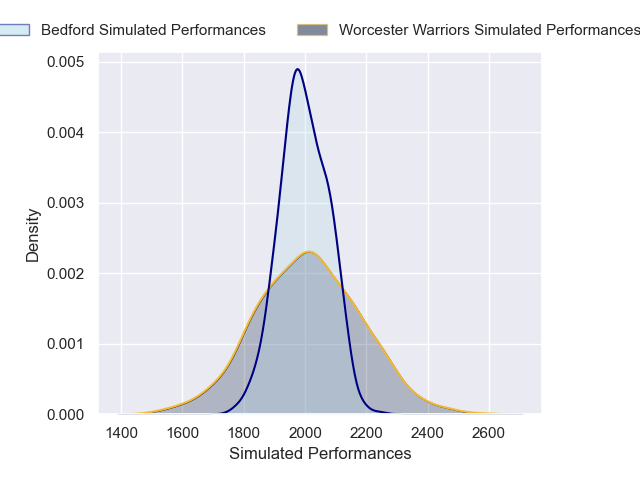 Bedford Simulated Performances
Worcester Warriors Simulated Performances
0.005
0.004
0.003
0.002
0.001
0.000
Density
1400 1600 1800 2000 2200 2400 2600
Simulated Performances